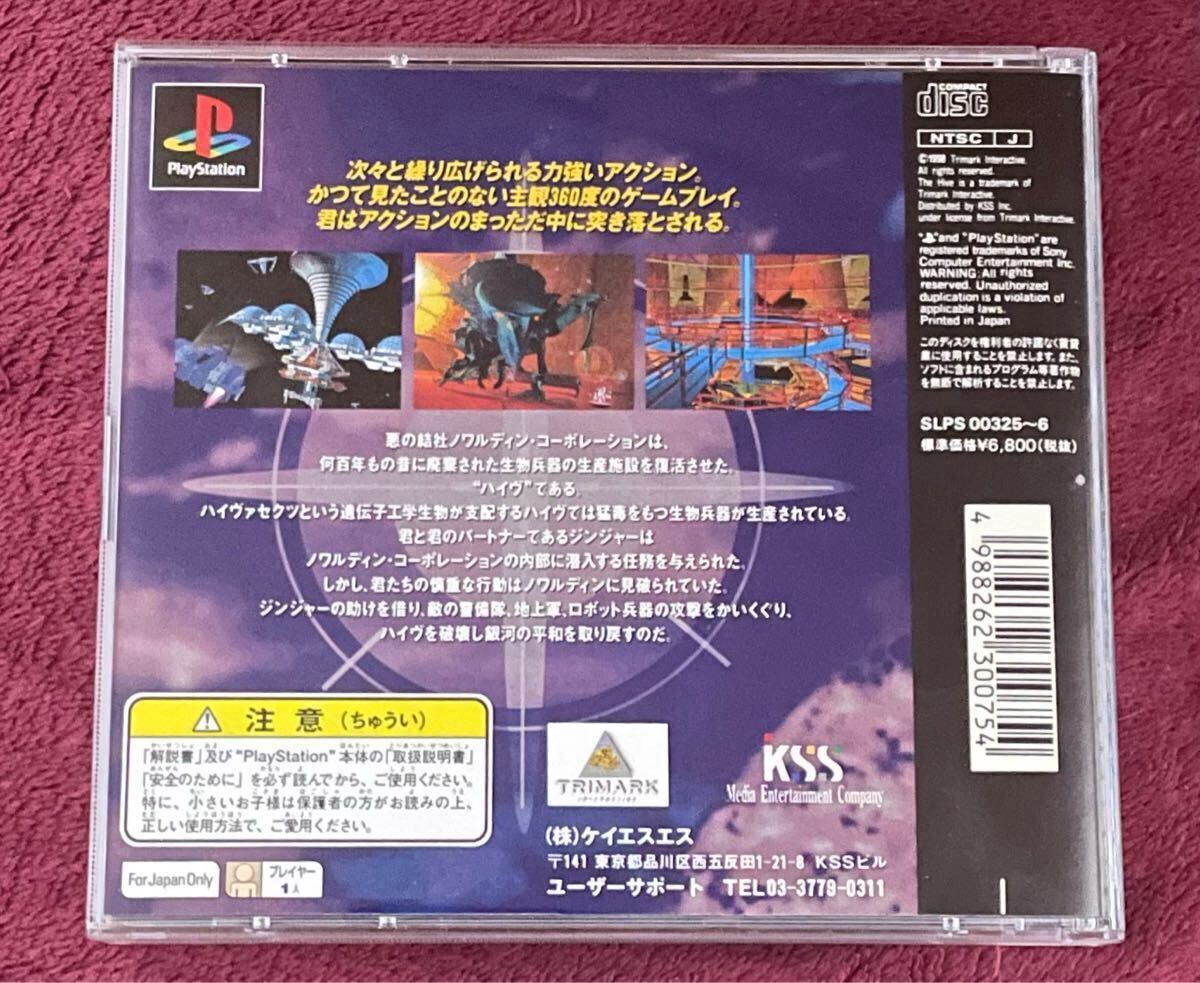 PlayStation
次々と繰り広げられる力強いアクション。
かつて見たことのない主観360度のゲームプレイ。
君はアクションのまっただ中に突き落とされる。
悪の結社ノワルディン・コーポレーションは、
何百年もの昔に廃棄された生物兵器の生産施設を復活させた。
“ハイヴ”である。
ハイヴァセクツという遺伝子工学生物が支配するハイヴでは猛毒をもつ生物兵器が生産されている。
君と君のパートナーであるジンジャーは
ノワルディン・コーポレーションの内部に潜入する任務を与えられた。
しかし、君たちの慎重な行動はノワルディンに見破られていた。
ジンジャーの助けを借り、敵の警備隊、地上軍、ロボット兵器の攻撃をかいくぐり、
ハイヴを破壊し銀河の平和を取り戻すのだ。
注意（ちゅうい）
「解説書」及び“PlayStation”本体の「取扱説明書」
「安全のために」を必ず読んでから、ご使用ください。
特に、小さいお子様は保護者の方がお読みの上、
正しい使用方法で、ご愛用ください。
For Japan Only
プレイヤー
1人
TRIMARK
INTERACTIVE
KSS
Media Entertainment Company
(株)ケイエスエス
〒141 東京都品川区西五反田1-21-8 KSSビル
ユーザーサポート TEL03-3779-0311
COMPACT
disc
NTSC J
All rights reserved.
The Hive is a trademark of
Trimark Interactive.
Distributed by KSS Inc.
under license from Trimark Interactive.
" "and "PlayStation" are
registered trademarks of Sony
Computer Entertainment Inc.
WARNING: All rights
reserved. Unauthorized
duplication is a violation of
applicable laws.
Printed in Japan
このディスクを権利者の許諾なく賃貸
業に使用することを禁止します。また、
ソフトに含まれるプログラム等著作物
を無断で解析することを禁止します。
SLPS 00325～6
標準価格¥6,800(税抜)
4 988262 300754